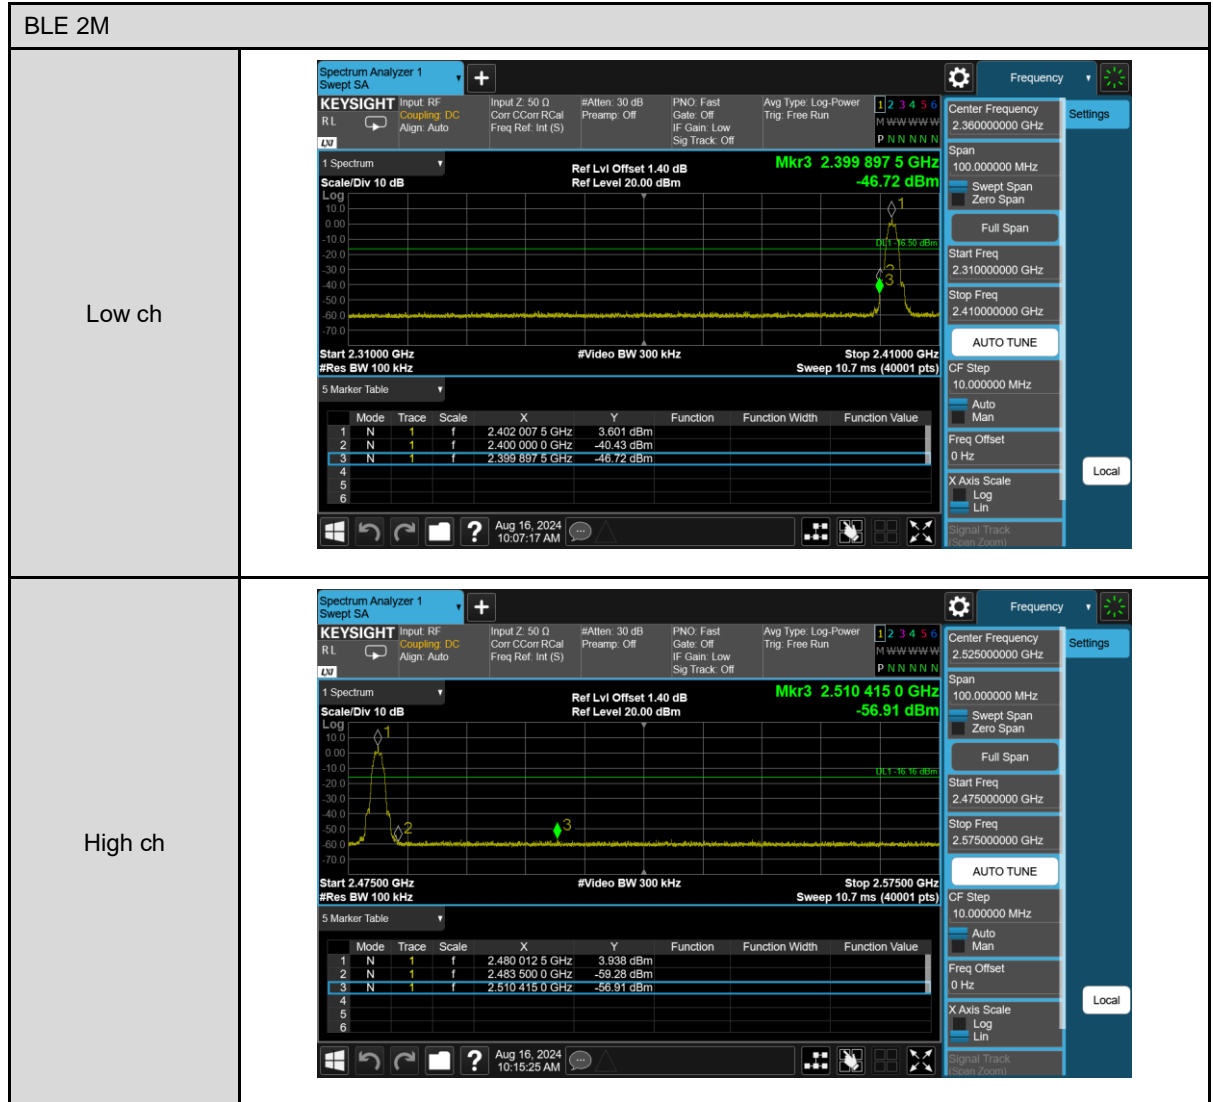 BLE 2M
Low ch
Spectrum Analyzer 1
Swept SA
Frequency
KEYSIGHT
RL
LXI
Input: RF
Coupling: DC
Align: Auto
Input Z: 50 Ω
Corr CCorr RCal
Freq Ref: Int (S)
#Atten: 30 dB
Preamp: Off
PNO: Fast
Gate: Off
IF Gain: Low
Sig Track: Off
Avg Type: Log-Power
Trig: Free Run
1 2 3 4 5 6
M W W W W W
P N N N N N
Center Frequency
2.360000000 GHz
Settings
1 Spectrum
Scale/Div 10 dB
Ref Lvl Offset 1.40 dB
Ref Level 20.00 dBm
Mkr3 2.399 897 5 GHz
-46.72 dBm
Span
100.000000 MHz
Swept Span
Zero Span
Full Span
Start Freq
2.310000000 GHz
Stop Freq
2.410000000 GHz
AUTO TUNE
CF Step
10.000000 MHz
Auto
Man
Freq Offset
0 Hz
X Axis Scale
Log
Lin
Signal Track
(Span Zoom)
Local
Log
10.0
0.00
-10.0
-20.0
-30.0
-40.0
-50.0
-60.0
-70.0
1
DL1 -16.50 dBm
2
3
Start 2.31000 GHz
#Res BW 100 kHz
#Video BW 300 kHz
Stop 2.41000 GHz
Sweep 10.7 ms (40001 pts)
5 Marker Table
Mode Trace Scale X Y Function Function Width Function Value
1 N 1 f 2.402 007 5 GHz 3.601 dBm
2 N 1 f 2.400 000 0 GHz -40.43 dBm
3 N 1 f 2.399 897 5 GHz -46.72 dBm
4
5
6
?
Aug 16, 2024
10:07:17 AM
High ch
Spectrum Analyzer 1
Swept SA
Frequency
KEYSIGHT
RL
LXI
Input: RF
Coupling: DC
Align: Auto
Input Z: 50 Ω
Corr CCorr RCal
Freq Ref: Int (S)
#Atten: 30 dB
Preamp: Off
PNO: Fast
Gate: Off
IF Gain: Low
Sig Track: Off
Avg Type: Log-Power
Trig: Free Run
1 2 3 4 5 6
M W W W W W
P N N N N N
Center Frequency
2.525000000 GHz
Settings
1 Spectrum
Scale/Div 10 dB
Ref Lvl Offset 1.40 dB
Ref Level 20.00 dBm
Mkr3 2.510 415 0 GHz
-56.91 dBm
Span
100.000000 MHz
Swept Span
Zero Span
Full Span
Start Freq
2.475000000 GHz
Stop Freq
2.575000000 GHz
AUTO TUNE
CF Step
10.000000 MHz
Auto
Man
Freq Offset
0 Hz
X Axis Scale
Log
Lin
Signal Track
(Span Zoom)
Local
Log
10.0
0.00
-10.0
-20.0
-30.0
-40.0
-50.0
-60.0
-70.0
1
DL1 -16.16 dBm
2
3
Start 2.47500 GHz
#Res BW 100 kHz
#Video BW 300 kHz
Stop 2.57500 GHz
Sweep 10.7 ms (40001 pts)
5 Marker Table
Mode Trace Scale X Y Function Function Width Function Value
1 N 1 f 2.480 012 5 GHz 3.938 dBm
2 N 1 f 2.483 500 0 GHz -59.28 dBm
3 N 1 f 2.510 415 0 GHz -56.91 dBm
4
5
6
?
Aug 16, 2024
10:15:25 AM